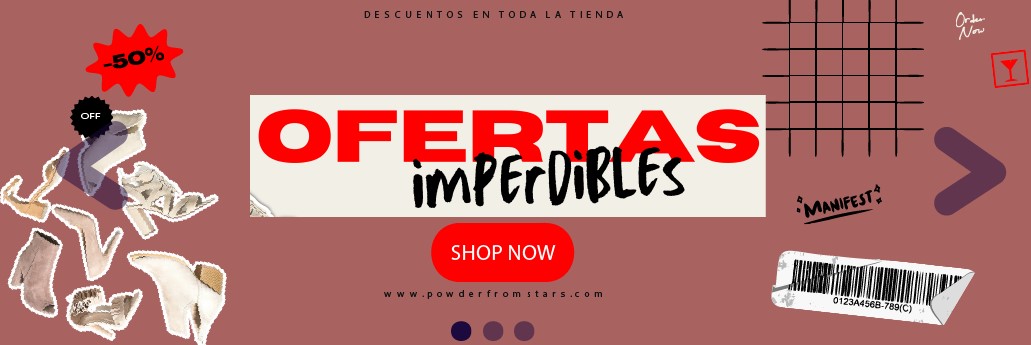 DESCUENTOS EN TODA LA TIENDA
Order
Now
-50%
OFF
OFERTAS
imPErDiBLEs
MANIFEST
SHOP NOW
www.powderfromstars.com
0123A456B-789(C)